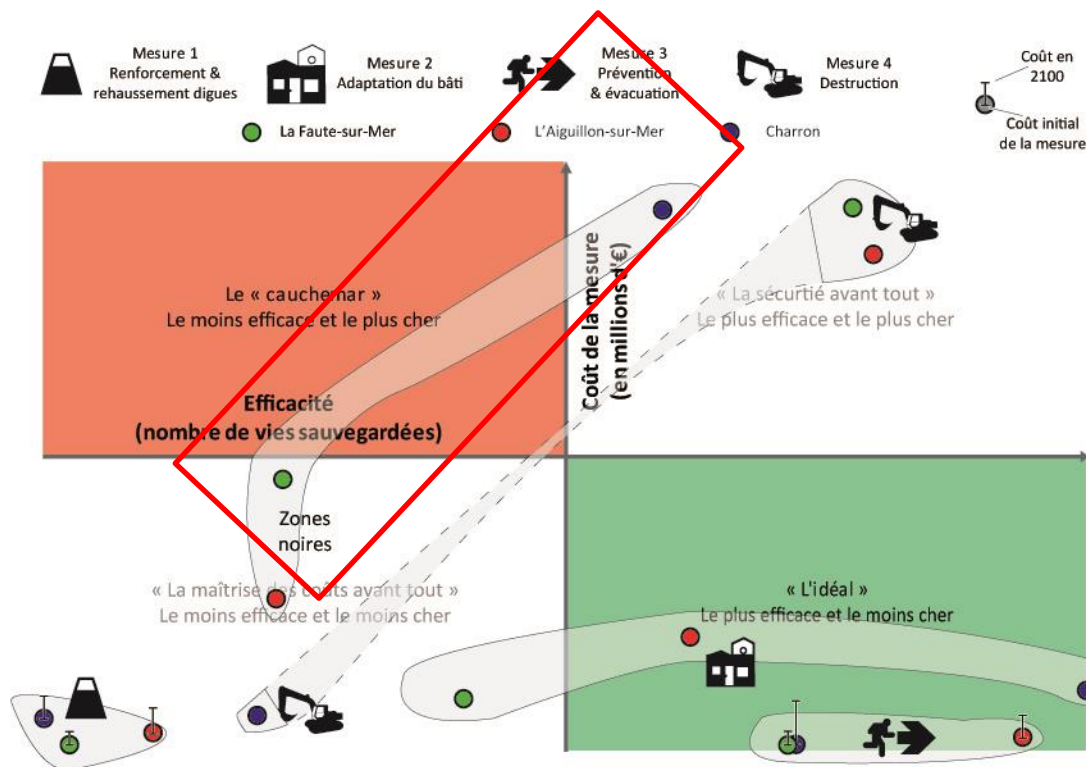 Mesure 1
Renforcement &
rehaussement digues
Mesure 2
Adaptation du bâti
Mesure 3
Prévention
& évacuation
Mesure 4
Destruction
Coût en
2100
Coût initial
de la mesure
La Faute-sur-Mer
L'Aiguillon-sur-Mer
Charron
Le « cauchemar »
Le moins efficace et le plus cher
Coût de la mesure
(en millions d'€)
« La sécurtié avant tout »
Le plus efficace et le plus cher
Efficacité
(nombre de vies sauvegardées)
Zones
noires
« La maîtrise des coûts avant tout »
Le moins efficace et le moins cher
« L'idéal »
Le plus efficace et le moins cher